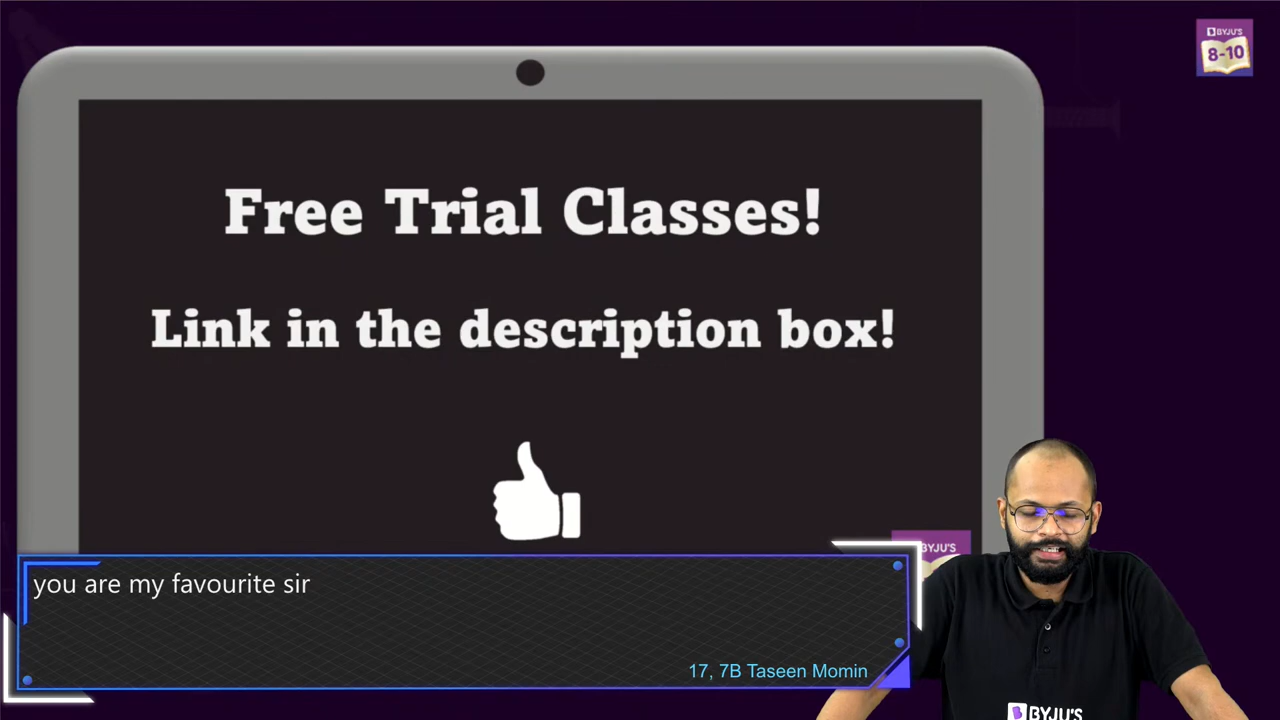 BYJU'S
8-10
Free Trial Classes!
Link in the description box!
BYJU'S
you are my favourite sir
17, 7B Taseen Momin
BYJU'S